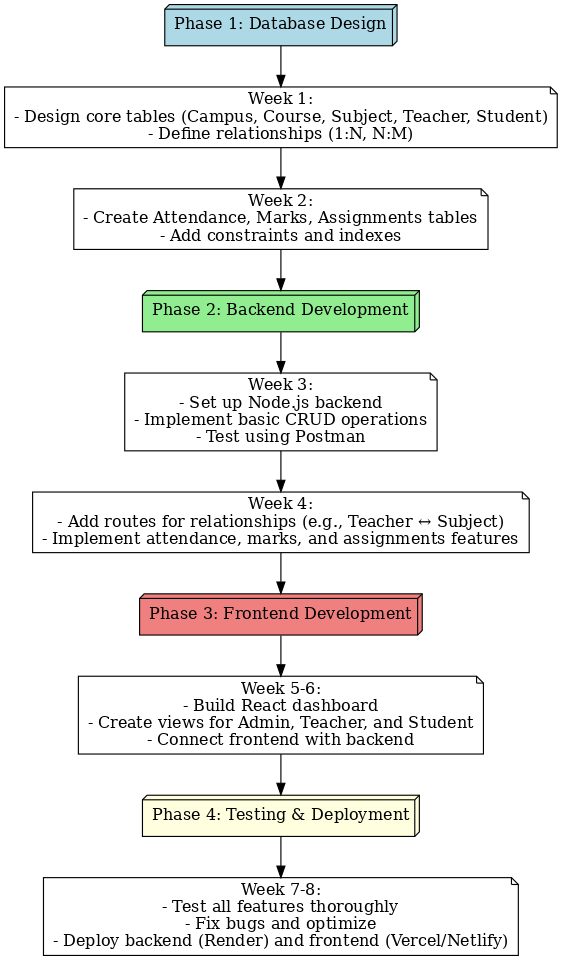 Phase 1: Database Design
Week 1:
- Design core tables (Campus, Course, Subject, Teacher, Student)
- Define relationships (1:N, N:M)
Week 2:
- Create Attendance, Marks, Assignments tables
- Add constraints and indexes
Phase 2: Backend Development
Week 3:
- Set up Node.js backend
- Implement basic CRUD operations
- Test using Postman
Week 4:
- Add routes for relationships (e.g., Teacher ↔ Subject)
- Implement attendance, marks, and assignments features
Phase 3: Frontend Development
Week 5-6:
- Build React dashboard
- Create views for Admin, Teacher, and Student
- Connect frontend with backend
Phase 4: Testing & Deployment
Week 7-8:
- Test all features thoroughly
- Fix bugs and optimize
- Deploy backend (Render) and frontend (Vercel/Netlify)